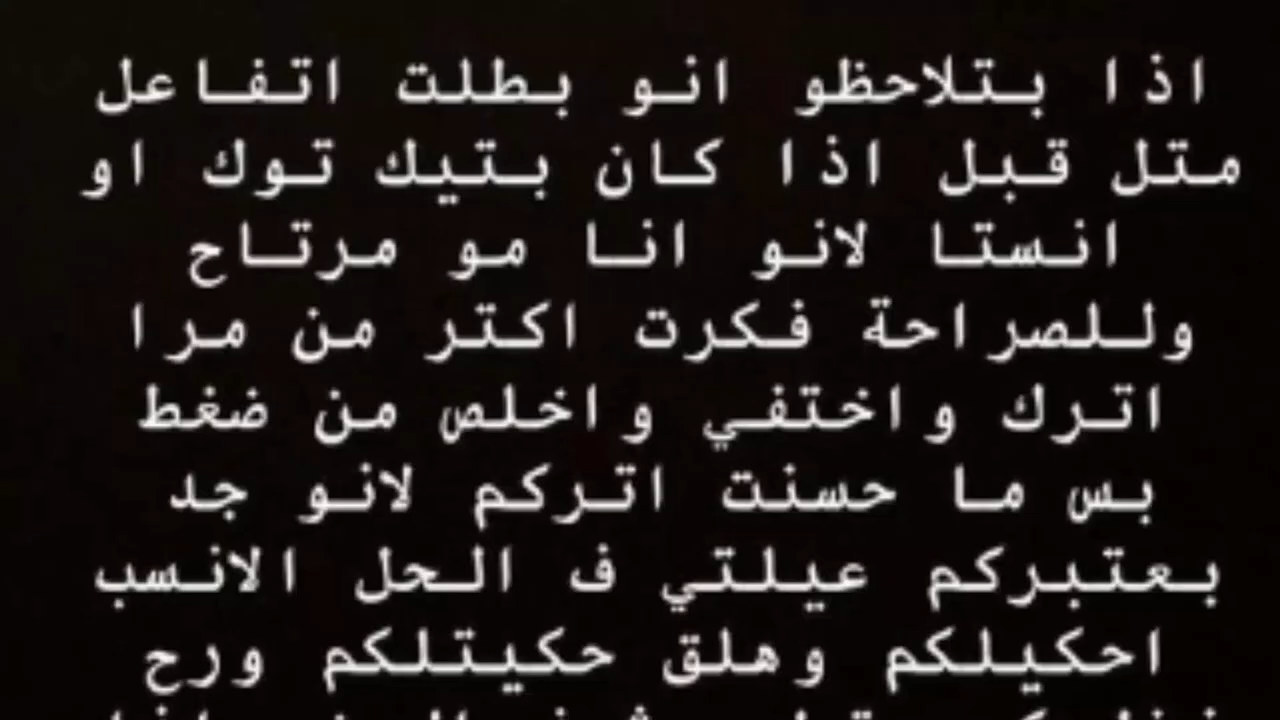 اذا بتلاحظو انو بطلت اتفاعل
متل قبل اذا كان بتيك توك او
انستا لانو انا مو مرتاح
وللصراحة فكرت اكتر من مرا
اترك واختفي واخلص من ضغط
بس ما حسنت اتركم لانو جد
بعتبركم عيلتي ف الحل الانسب
احكيلكم وهلق حكيتلكم ورح